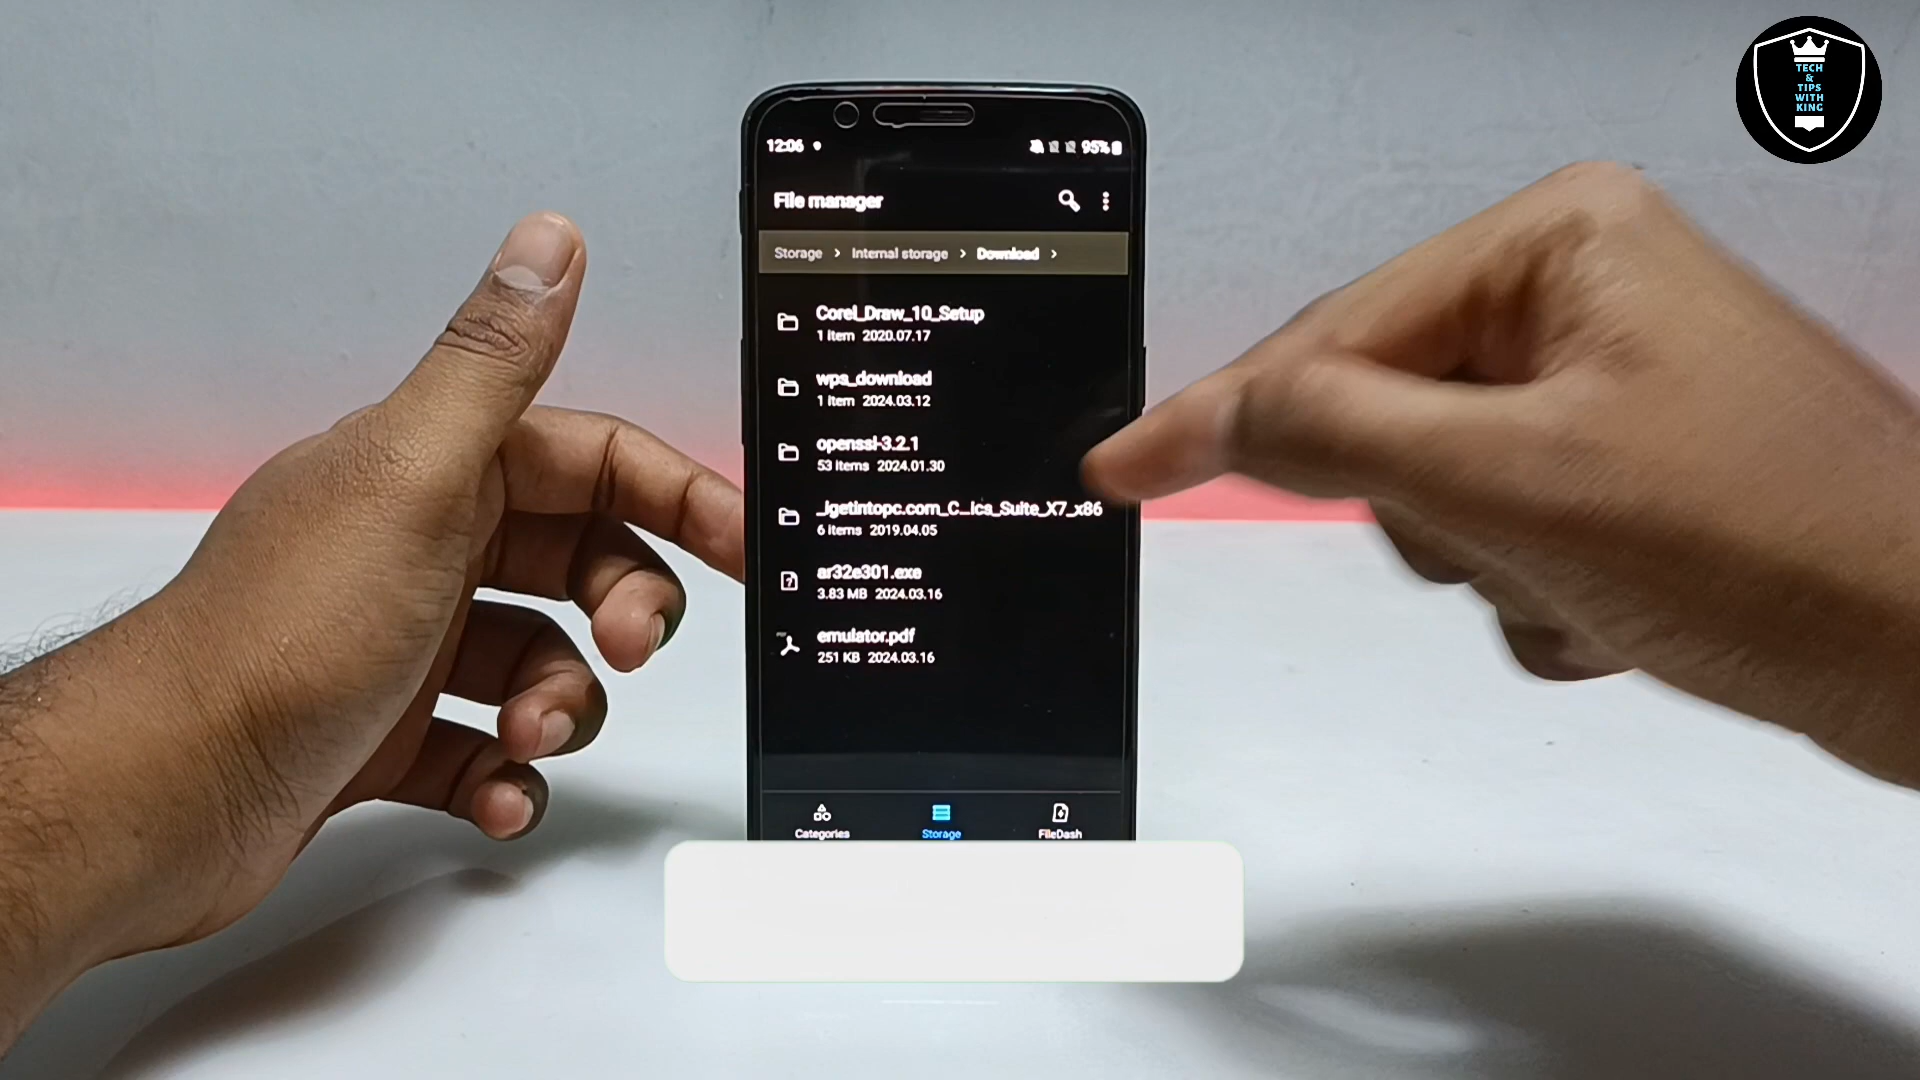 TECH
&
TIPS
WITH
KING
12:06
95%
File manager
Storage > Internal storage > Download >
Corel_Draw_10_Setup
1 item 2020.07.17
wps_download
1 item 2024.03.12
openssl-3.2.1
53 items 2024.01.30
_igetintopc.com_C_ics_Suite_X7_x86
6 items 2019.04.05
ar32e301.exe
3.83 MB 2024.03.16
PDF
emulator.pdf
251 KB 2024.03.16
Categories
Storage
FileDash